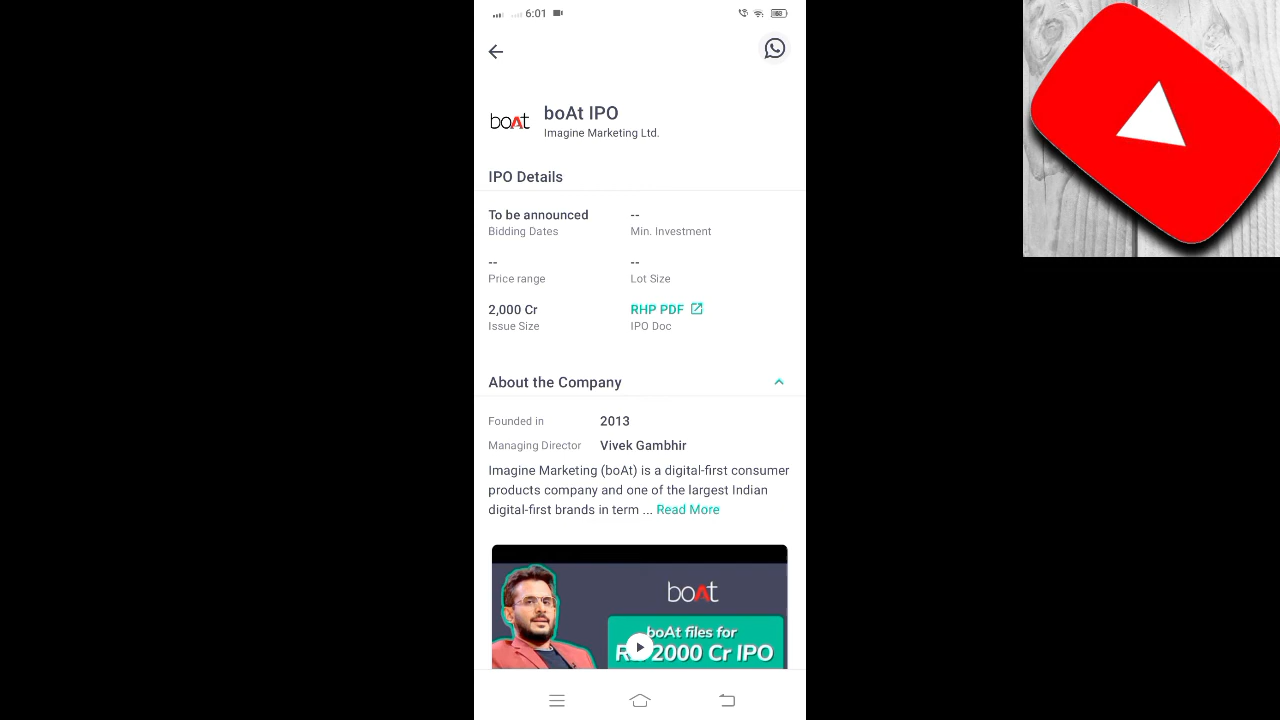 6:01
63
boAt
boAt IPO
Imagine Marketing Ltd.
IPO Details
To be announced
--
Bidding Dates
Min. Investment
--
--
Price range
Lot Size
2,000 Cr
RHP PDF
Issue Size
IPO Doc
About the Company
Founded in
2013
Managing Director
Vivek Gambhir
Imagine Marketing (boAt) is a digital-first consumer
products company and one of the largest Indian
digital-first brands in term ... Read More
boAt
boAt files for
2000 Cr IPO